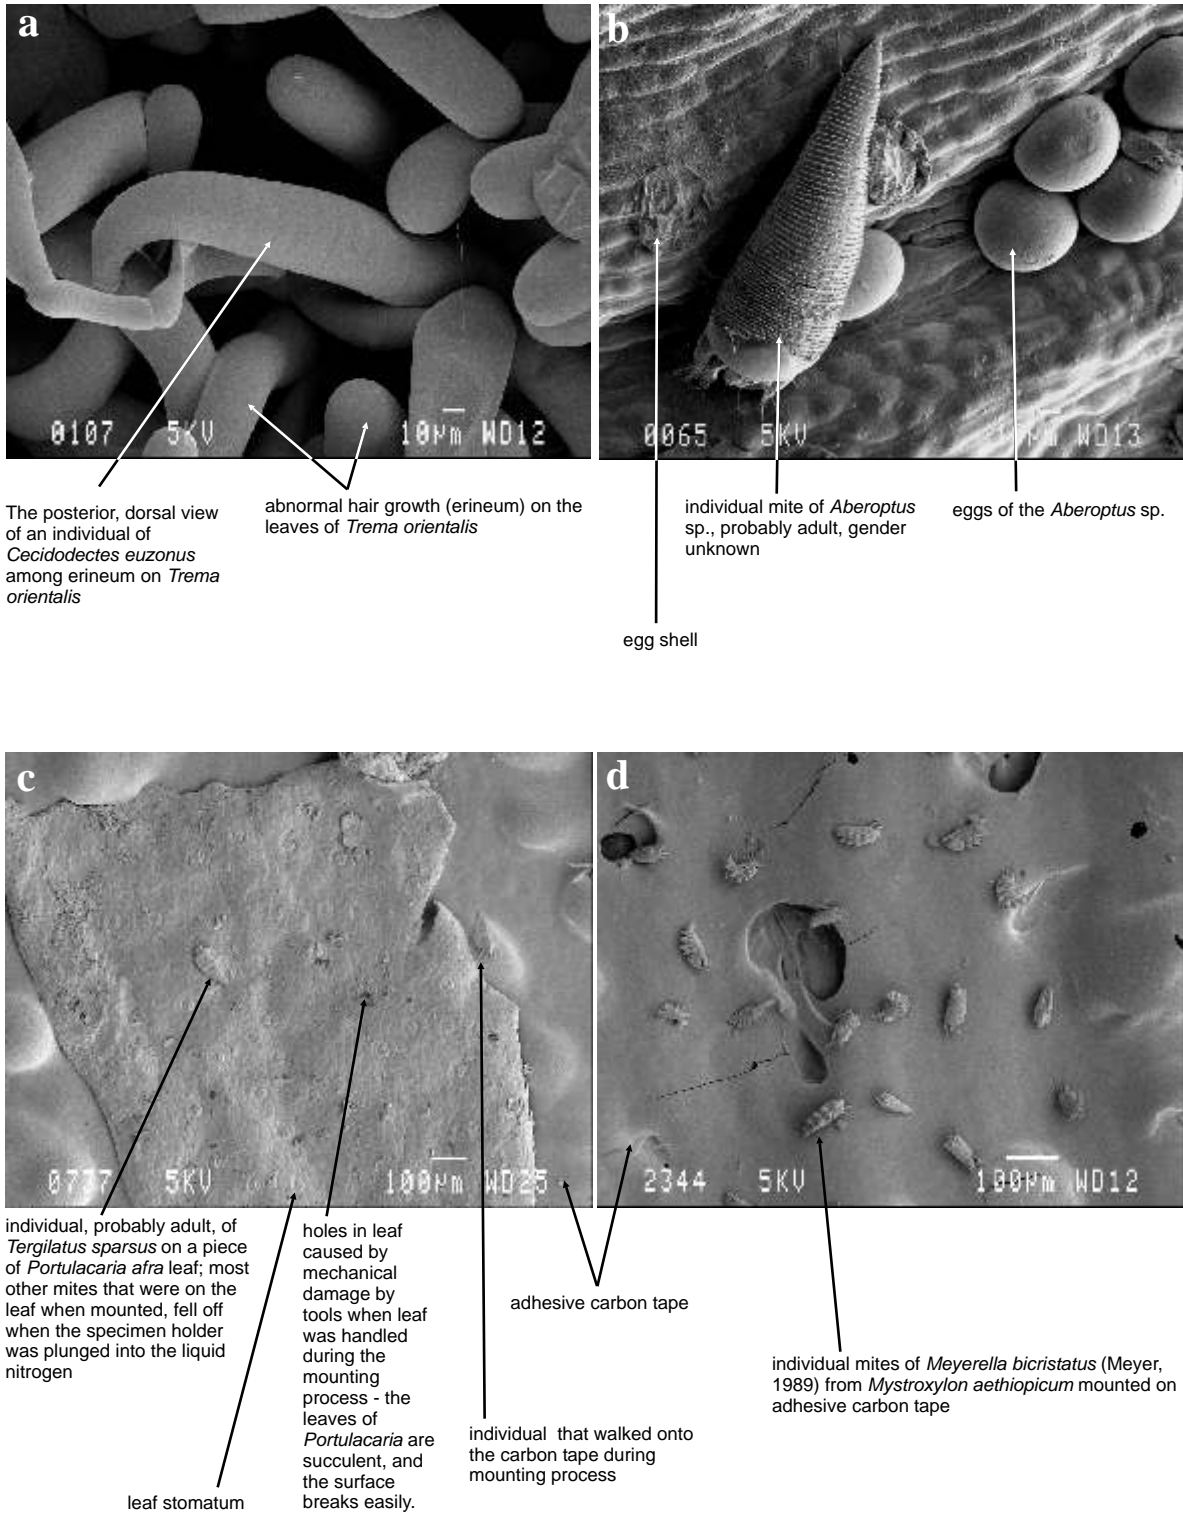 a
b
0107 5KV 10µm WD12
0065 5KV µm WD13
The posterior, dorsal view
of an individual of
Cecidodectes euzonus
among erineum on Trema
orientalis
abnormal hair growth (erineum) on the
leaves of Trema orientalis
individual mite of Aberoptus
sp., probably adult, gender
unknown
eggs of the Aberoptus sp.
egg shell
c
d
0737 5KV 100µm WD25
2344 5KV 100µm WD12
individual, probably adult, of
Tergilatus sparsus on a piece
of Portulacaria afra leaf; most
other mites that were on the
leaf when mounted, fell off
when the specimen holder
was plunged into the liquid
nitrogen
leaf stomatum
holes in leaf
caused by
mechanical
damage by
tools when leaf
was handled
during the
mounting
process - the
leaves of
Portulacaria are
succulent, and
the surface
breaks easily.
individual that walked onto
the carbon tape during
mounting process
adhesive carbon tape
individual mites of Meyerella bicristatus (Meyer,
1989) from Mystroxylon aethiopicum mounted on
adhesive carbon tape